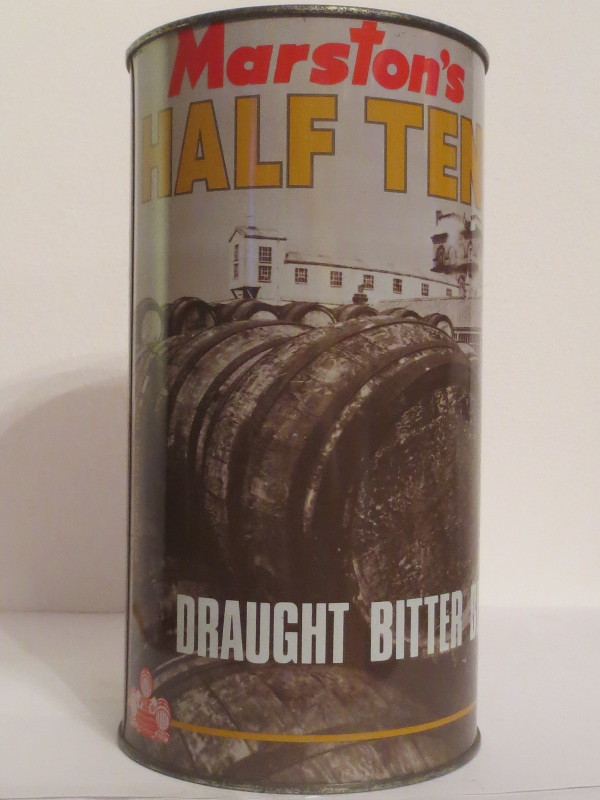 Marston's
HALF TEN
DRAUGHT BITTER